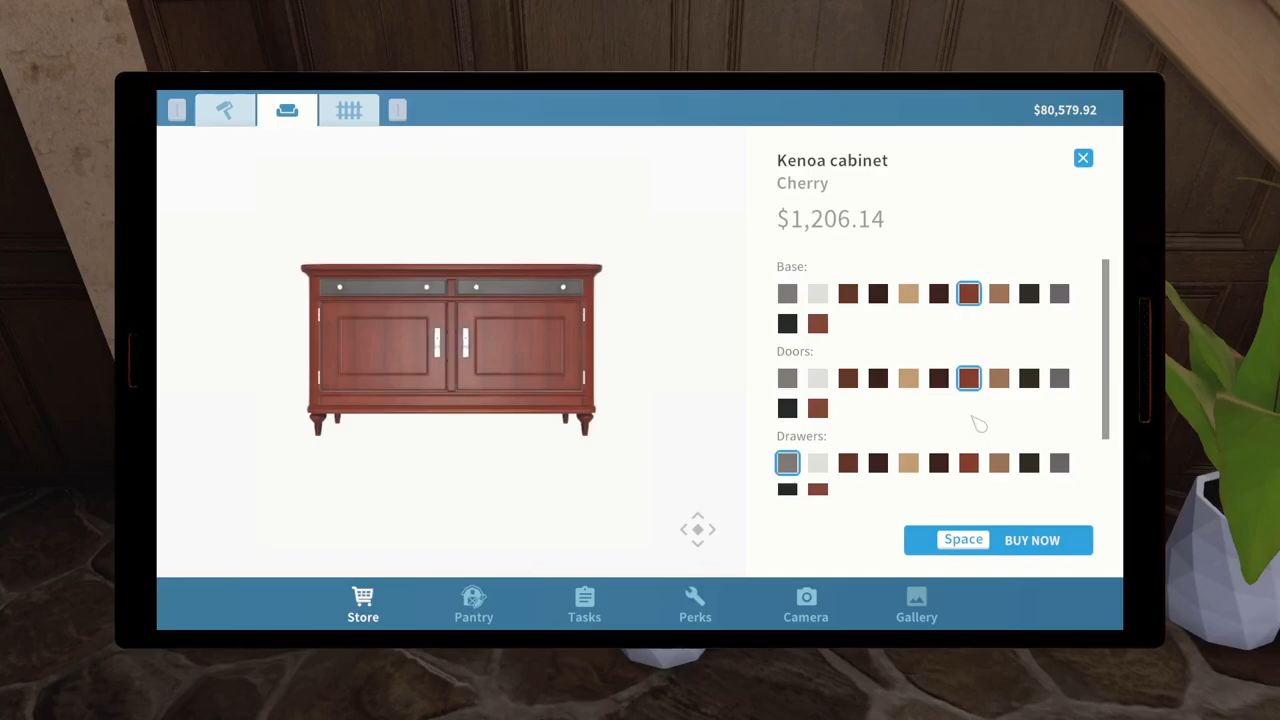 $80,579.92
Kenoa cabinet
Cherry
$1,206.14
Base:
Doors:
Drawers:
Space BUY NOW
Store Pantry Tasks Perks Camera Gallery